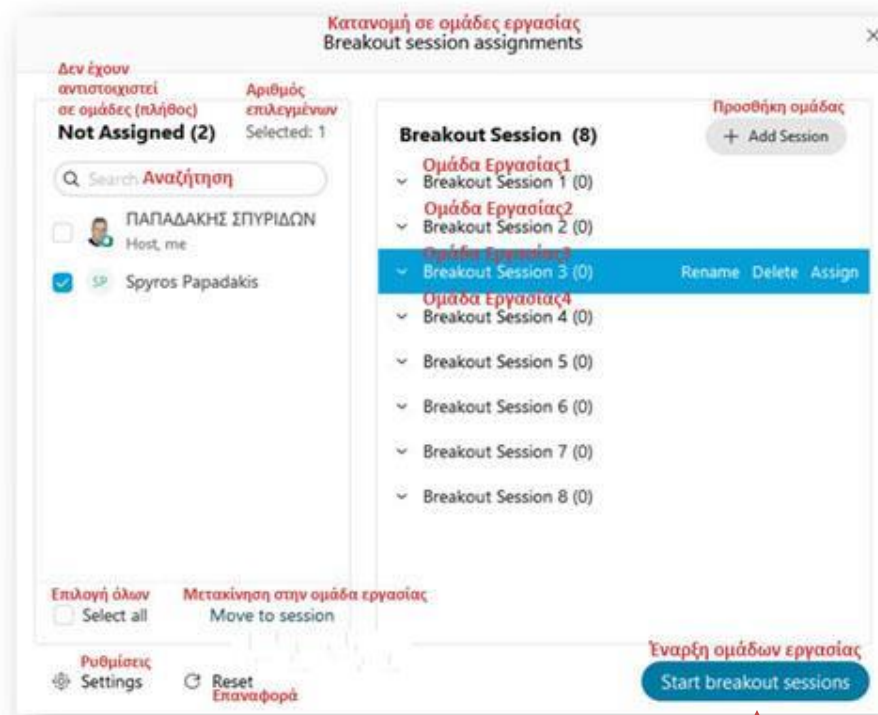 Κατανομή σε ομάδες εργασίας
Breakout session assignments
Δεν έχουν
αντιστοιχιστεί
σε ομάδες (πλήθος)
Αριθμός
επιλεγμένων
Not Assigned (2)
Selected: 1
Search Αναζήτηση
ΠΑΠΑΔΑΚΗΣ ΣΠΥΡΙΔΩΝ
Host, me
SP Spyros Papadakis
Επιλογή όλων
Select all
Μετακίνηση στην ομάδα εργασίας
Move to session
Προσθήκη ομάδας
Breakout Session (8)
+ Add Session
Ομάδα Εργασίας1
Breakout Session 1 (0)
Ομάδα Εργασίας2
Breakout Session 2 (0)
Ομάδα Εργασίας3
Breakout Session 3 (0) Rename Delete Assign
Ομάδα Εργασίας4
Breakout Session 4 (0)
Breakout Session 5 (0)
Breakout Session 6 (0)
Breakout Session 7 (0)
Breakout Session 8 (0)
Ρυθμίσεις
Settings
Reset
Επαναφορά
Έναρξη ομάδων εργασίας
Start breakout sessions